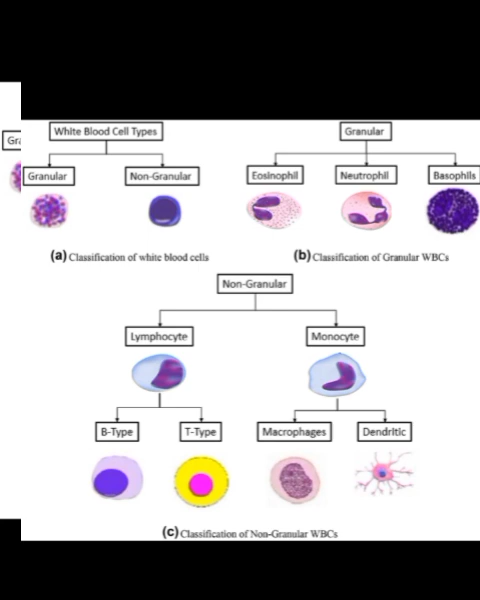 White Blood Cell Types
Granular
Non-Granular
(a) Classification of white blood cells
Granular
Eosinophil
Neutrophil
Basophils
(b) Classification of Granular WBCs
Non-Granular
Lymphocyte
Monocyte
B-Type
T-Type
Macrophages
Dendritic
(c) Classification of Non-Granular WBCs
Gra